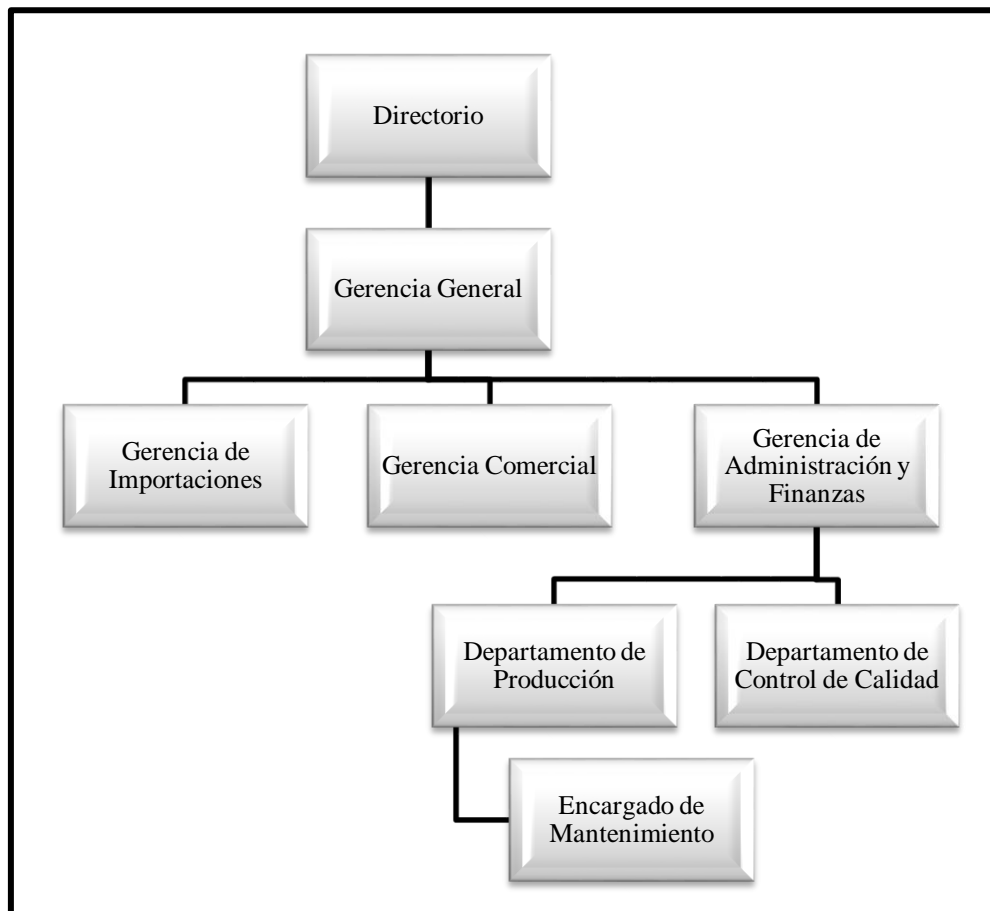 Directorio
Gerencia General
Gerencia de
Importaciones
Gerencia Comercial
Gerencia de
Administración y
Finanzas
Departamento de
Producción
Departamento de
Control de Calidad
Encargado de
Mantenimiento